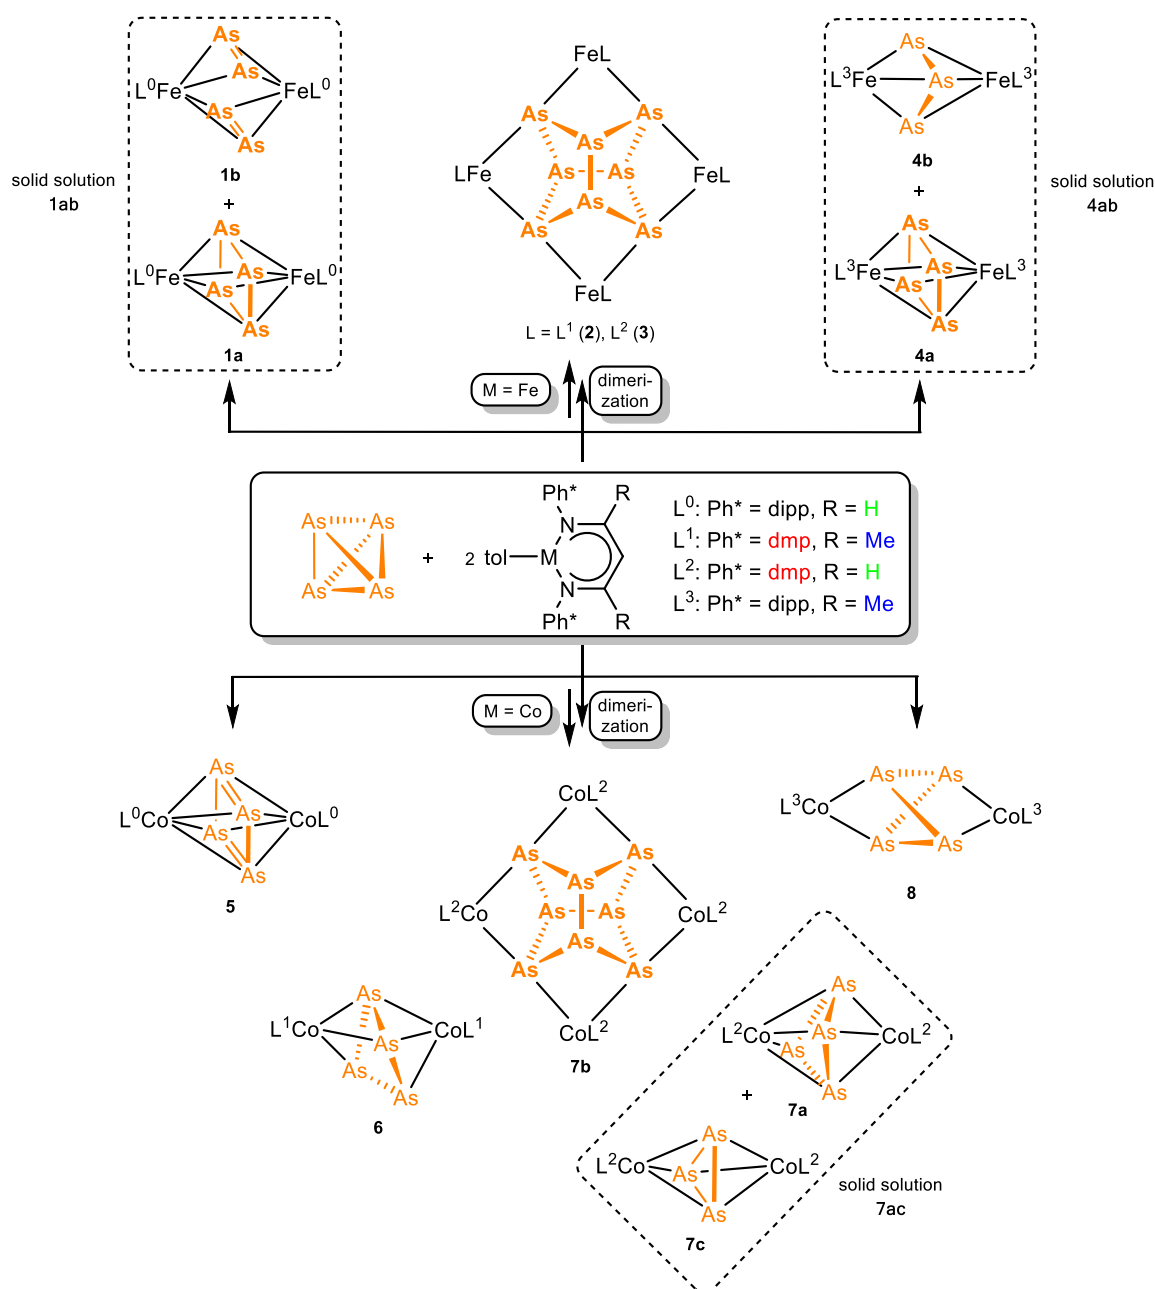 As
As
L⁰Fe FeL⁰
As
As
1b
+
As
L⁰Fe As FeL⁰
As
As
1a
solid solution
1ab
FeL
As As
As
LFe As As FeL
As
As As
FeL
L = L¹ (2), L² (3)
As
L³Fe As FeL³
As
4b
+
As
L³Fe As FeL³
As
As
4a
solid solution
4ab
M = Fe
dimeri-
zation
As As
As As
+
2 tol M
Ph* R
N
N
Ph* R
L⁰: Ph* = dipp, R = H
L¹: Ph* = dmp, R = Me
L²: Ph* = dmp, R = H
L³: Ph* = dipp, R = Me
M = Co
dimeri-
zation
As
L⁰Co As CoL⁰
As
As
5
CoL²
As As
As
L²Co As As CoL²
As
As As
CoL²
7b
As As
L³Co CoL³
As As
8
As
L¹Co CoL¹
As
As
As
6
As
L²Co As CoL²
As
As
7a
+
As
L²Co CoL²
As
As
7c
solid solution
7ac